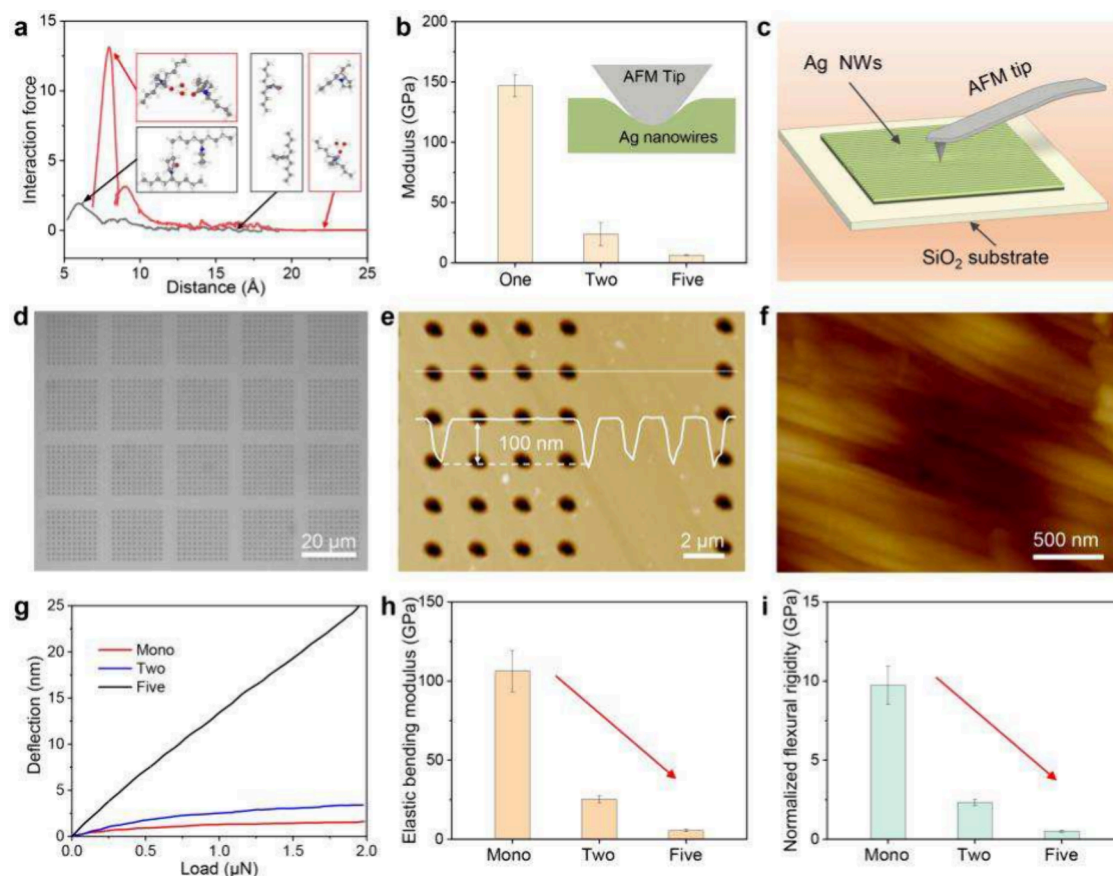 a
15
10
5
0
Interaction force
5 10 15 20 25
Distance (Å)
b
200
150
100
50
0
Modulus (GPa)
AFM Tip
Ag nanowires
One Two Five
c
Ag NWs
AFM tip
SiO2 substrate
d
20 μm
e
100 nm
2 μm
f
500 nm
g
25
20
15
10
5
0
Deflection (nm)
Mono
Two
Five
0.0 0.5 1.0 1.5 2.0
Load (μN)
h
150
100
50
0
Elastic bending modulus (GPa)
Mono Two Five
i
15
10
5
0
Normalized flexural rigidity (GPa)
Mono Two Five